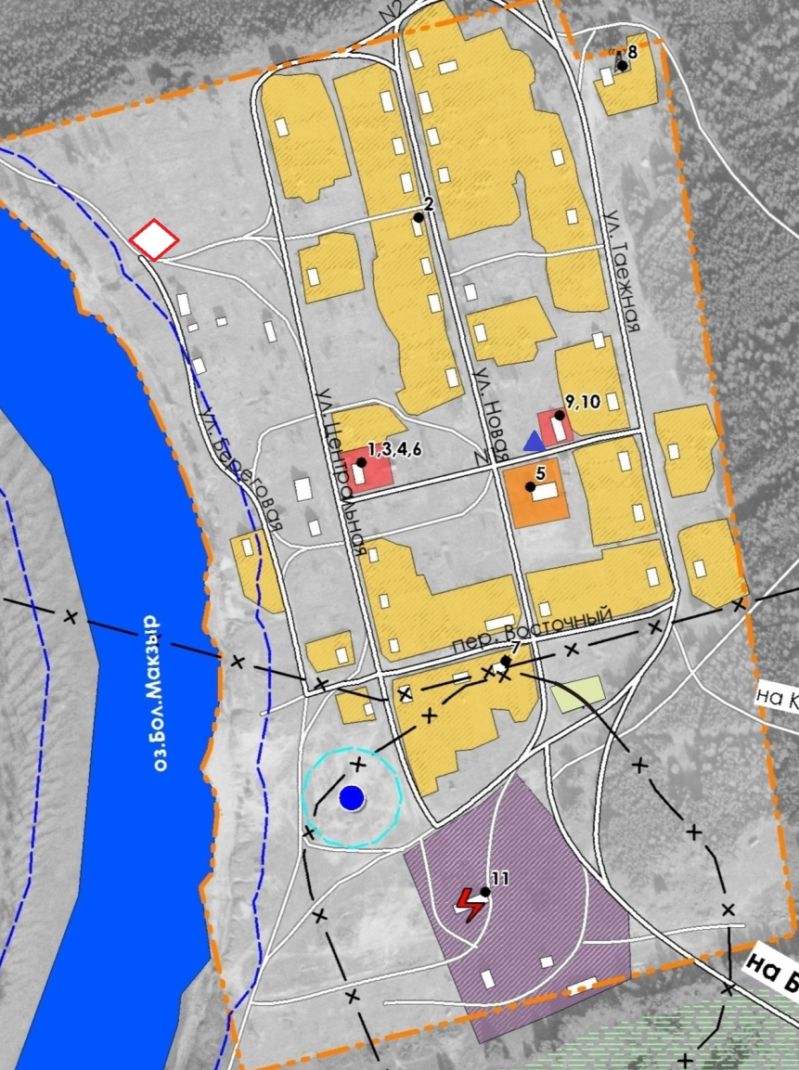 N2
8
2
ул. Таежная
9,10
ул. Новая
ул. Центральная
1,3,4,6
ул. Береговая
5
пер. Восточный
7
оз.Бол.Макзыр
на К
11
на Б